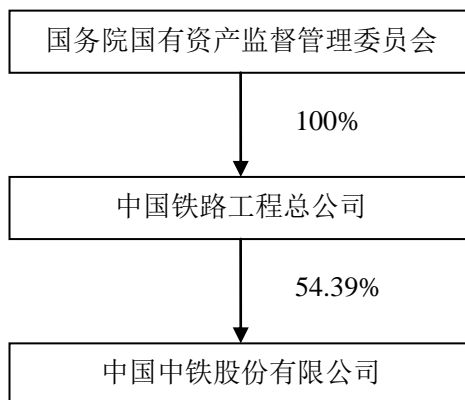 国务院国有资产监督管理委员会
100%
中国铁路工程总公司
54.39%
中国中铁股份有限公司